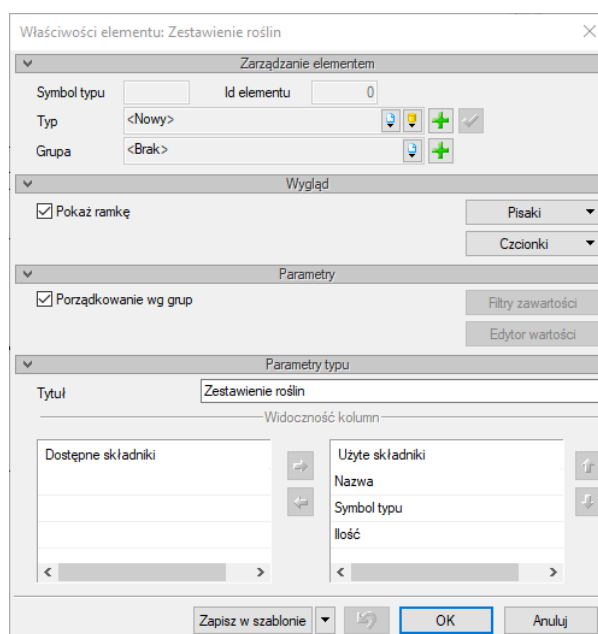 Właściwości elementu: Zestawienie roślin
Zarządzanie elementem
Symbol typu Id elementu 0
Typ <Nowy>
Grupa <Brak>
Wygląd
Pokaż ramkę Pisaki
Czcionki
Parametry
Porządkowanie wg grup Filtry zawartości
Edytor wartości
Parametry typu
Tytuł Zestawienie roślin
Widoczność kolumn
Dostępne składniki Użyte składniki
Nazwa
Symbol typu
Ilość
Zapisz w szablonie OK Anuluj